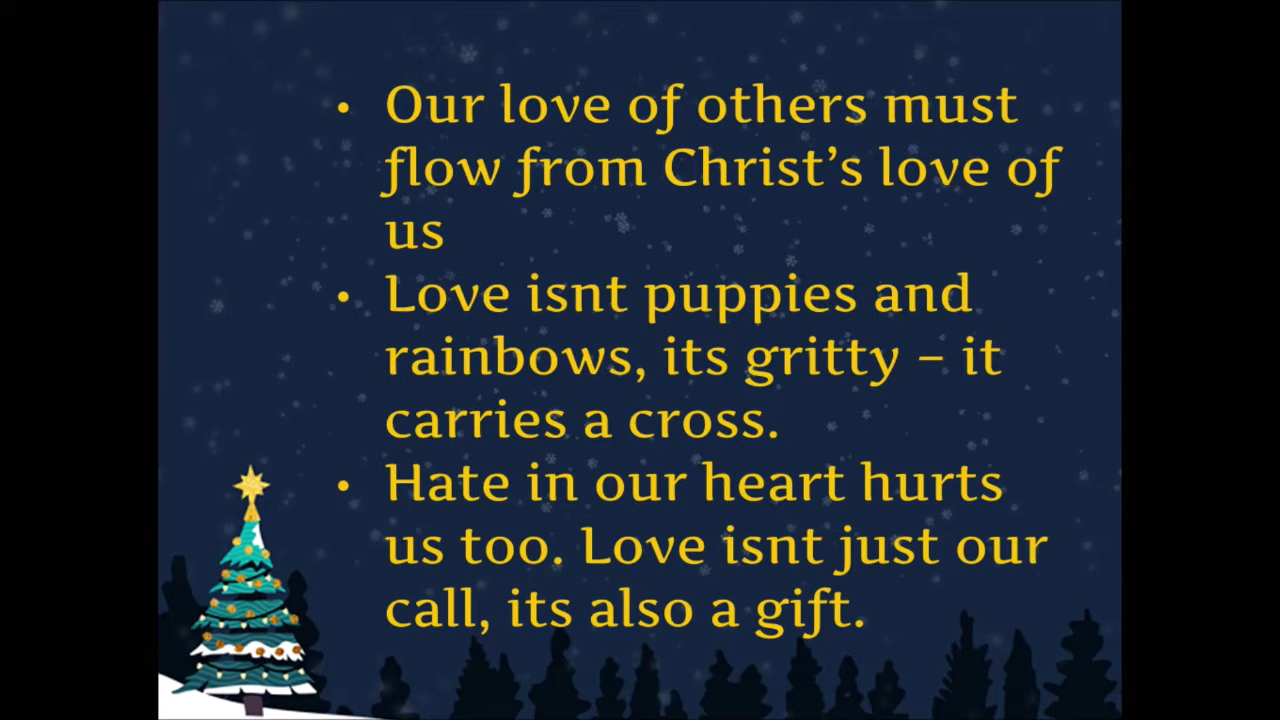 • Our love of others must
flow from Christ’s love of
us
• Love isnt puppies and
rainbows, its gritty – it
carries a cross.
• Hate in our heart hurts
us too. Love isnt just our
call, its also a gift.